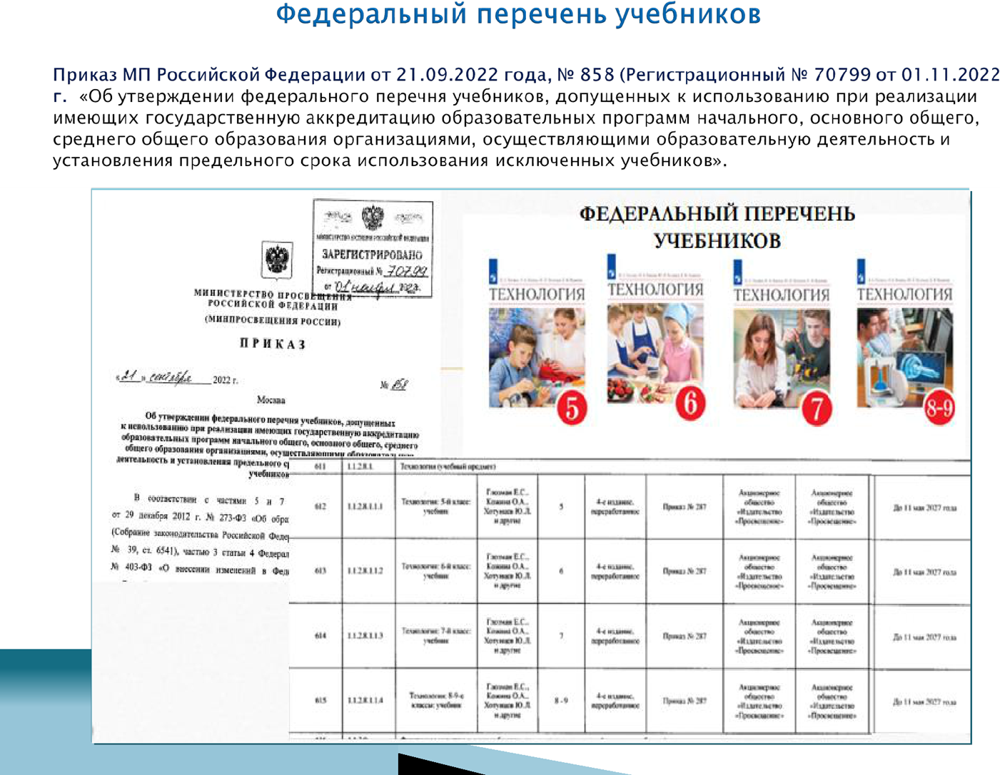 Федеральный перечень учебников
Приказ МП Российской Федерации от 21.09.2022 года, № 858 (Регистрационный № 70799 от 01.11.2022
г. «Об утверждении федерального перечня учебников, допущенных к использованию при реализации
имеющих государственную аккредитацию образовательных программ начального, основного общего,
среднего общего образования организациями, осуществляющими образовательную деятельность и
установления предельного срока использования исключенных учебников».
МИНИСТЕРСТВО ЮСТИЦИИ РОССИЙСКОЙ ФЕДЕРАЦИИ
ЗАРЕГИСТРИРОВАНО
Регистрационный № 70799
от "01 ноября 2022
МИНИСТЕРСТВО ПРОСВЕЩЕНИЯ
РОССИЙСКОЙ ФЕДЕРАЦИИ
(МИНПРОСВЕЩЕНИЯ РОССИИ)
ПРИКАЗ
«21» сентября 2022 г.
№ 858
Москва
Об утверждении федерального перечня учебников, допущенных
к использованию при реализации имеющих государственную аккредитацию
образовательных программ начального общего, основного общего, среднего
общего образования организациями, осуществляющими образовательную
деятельность и установления предельного ср
учебников
В соответствии с частями 5 и 7
от 29 декабря 2012 г. № 273-ФЗ «Об обра
(Собрание законодательства Российской Феде
№ 39, ст. 6541), частью 3 статьи 4 Федерал
№ 403-ФЗ «О внесении изменений в Фед
ФЕДЕРАЛЬНЫЙ ПЕРЕЧЕНЬ
УЧЕБНИКОВ
ТЕХНОЛОГИЯ
5
ТЕХНОЛОГИЯ
6
ТЕХНОЛОГИЯ
7
ТЕХНОЛОГИЯ
8-9
611 1.1.2.8.1. Технология (учебный предмет)
612 1.1.2.8.1.1.1 Технология: 5-й класс: учебник Глозман Е.С., Кожина О.А., Хотунцев Ю.Л. и другие 5 4-е издание, переработанное Приказ № 287 Акционерное общество «Издательство «Просвещение» Акционерное общество «Издательство «Просвещение» До 11 мая 2027 года
613 1.1.2.8.1.1.2 Технология: 6-й класс: учебник Глозман Е.С., Кожина О.А., Хотунцев Ю.Л. и другие 6 4-е издание, переработанное Приказ № 287 Акционерное общество «Издательство «Просвещение» Акционерное общество «Издательство «Просвещение» До 11 мая 2027 года
614 1.1.2.8.1.1.3 Технология: 7-й класс: учебник Глозман Е.С., Кожина О.А., Хотунцев Ю.Л. и другие 7 4-е издание, переработанное Приказ № 287 Акционерное общество «Издательство «Просвещение» Акционерное общество «Издательство «Просвещение» До 11 мая 2027 года
615 1.1.2.8.1.1.4 Технология: 8-9-е классы: учебник Глозман Е.С., Кожина О.А., Хотунцев Ю.Л. и другие 8-9 4-е издание, переработанное Приказ № 287 Акционерное общество «Издательство «Просвещение» Акционерное общество «Издательство «Просвещение» До 11 мая 2027 года